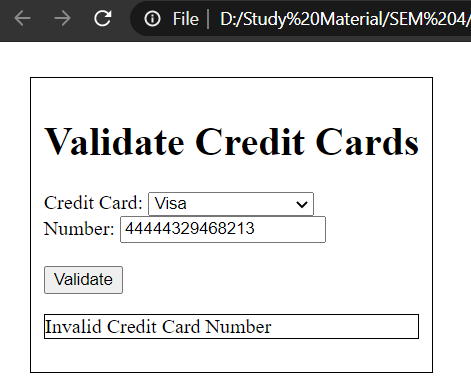 File | D:/Study%20Material/SEM%204/
Validate Credit Cards
Credit Card: Visa
Number: 44444329468213
Validate
Invalid Credit Card Number